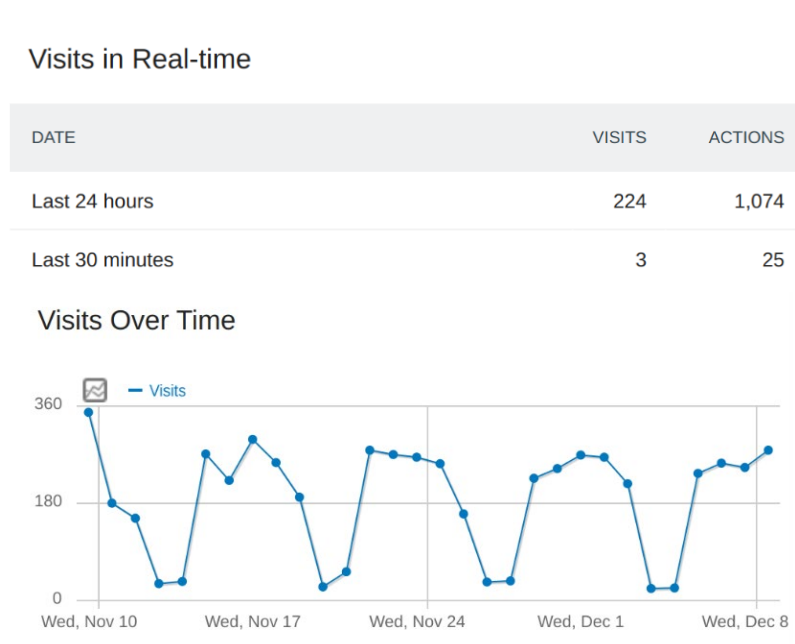 Visits in Real-time
DATE VISITS ACTIONS
Last 24 hours 224 1,074
Last 30 minutes 3 25
Visits Over Time
Visits
360
180
0
Wed, Nov 10 Wed, Nov 17 Wed, Nov 24 Wed, Dec 1 Wed, Dec 8